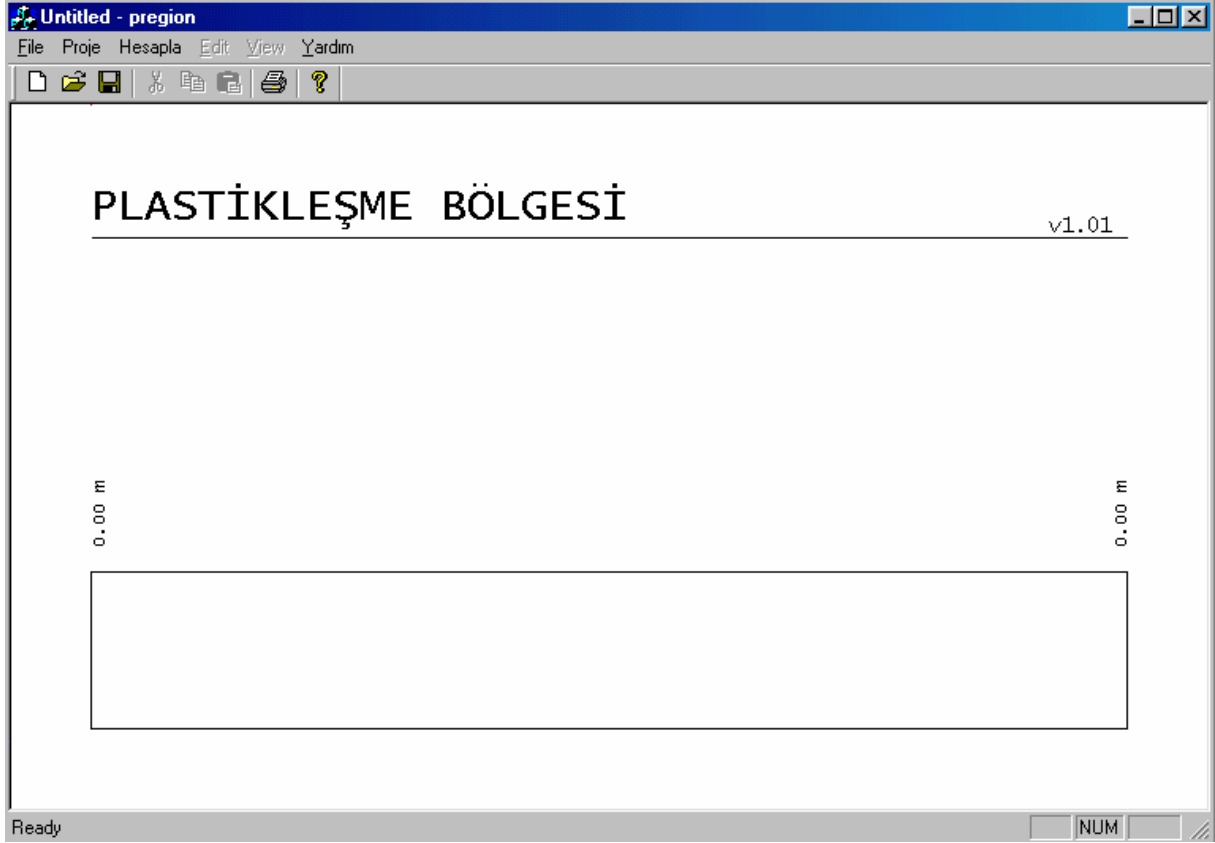 Untitled - pregion
File Proje Hesapla Edit View Yardım
PLASTİKLEŞME BÖLGESİ
v1.01
0.00 m
0.00 m
Ready
NUM